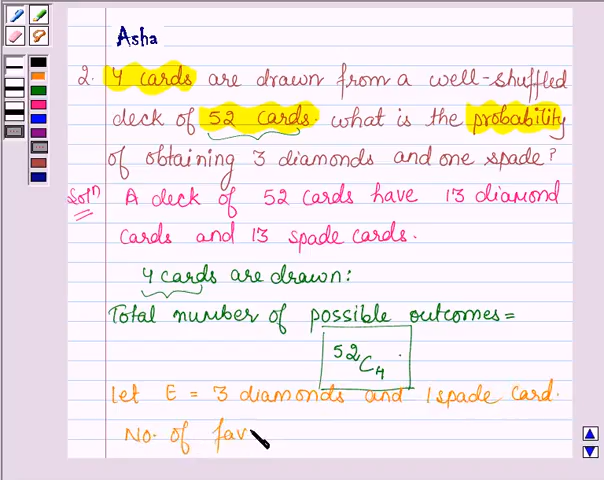 Asha
2. 4 cards are drawn from a well-shuffled
deck of 52 cards. what is the probability
of obtaining 3 diamonds and one spade?
Solⁿ A deck of 52 cards have 13 diamond
cards and 13 spade cards.
4 cards are drawn:
Total number of possible outcomes =
⁵²C₄.
Let E = 3 diamonds and 1 spade card.
No. of fav